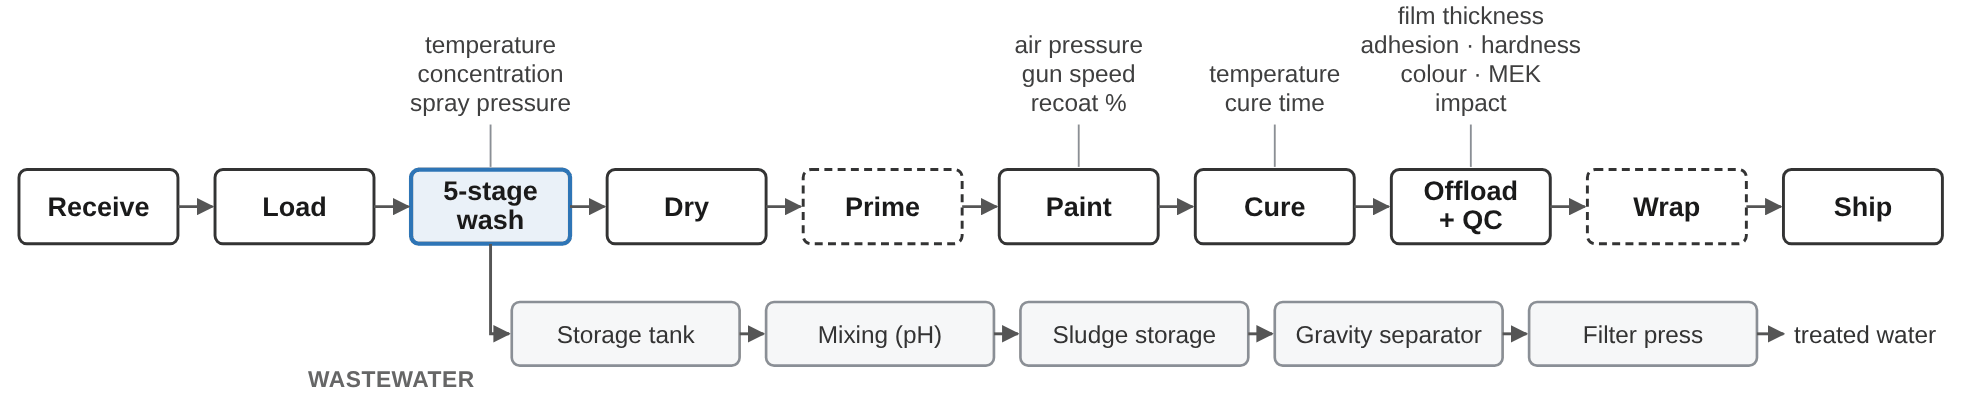 temperature
concentration
spray pressure
air pressure
gun speed
recoat %
temperature
cure time
film thickness
adhesion · hardness
colour · MEK
impact
Receive
Load
5-stage
wash
Dry
Prime
Paint
Cure
Offload
+ QC
Wrap
Ship
Storage tank
Mixing (pH)
Sludge storage
Gravity separator
Filter press
treated water
WASTEWATER